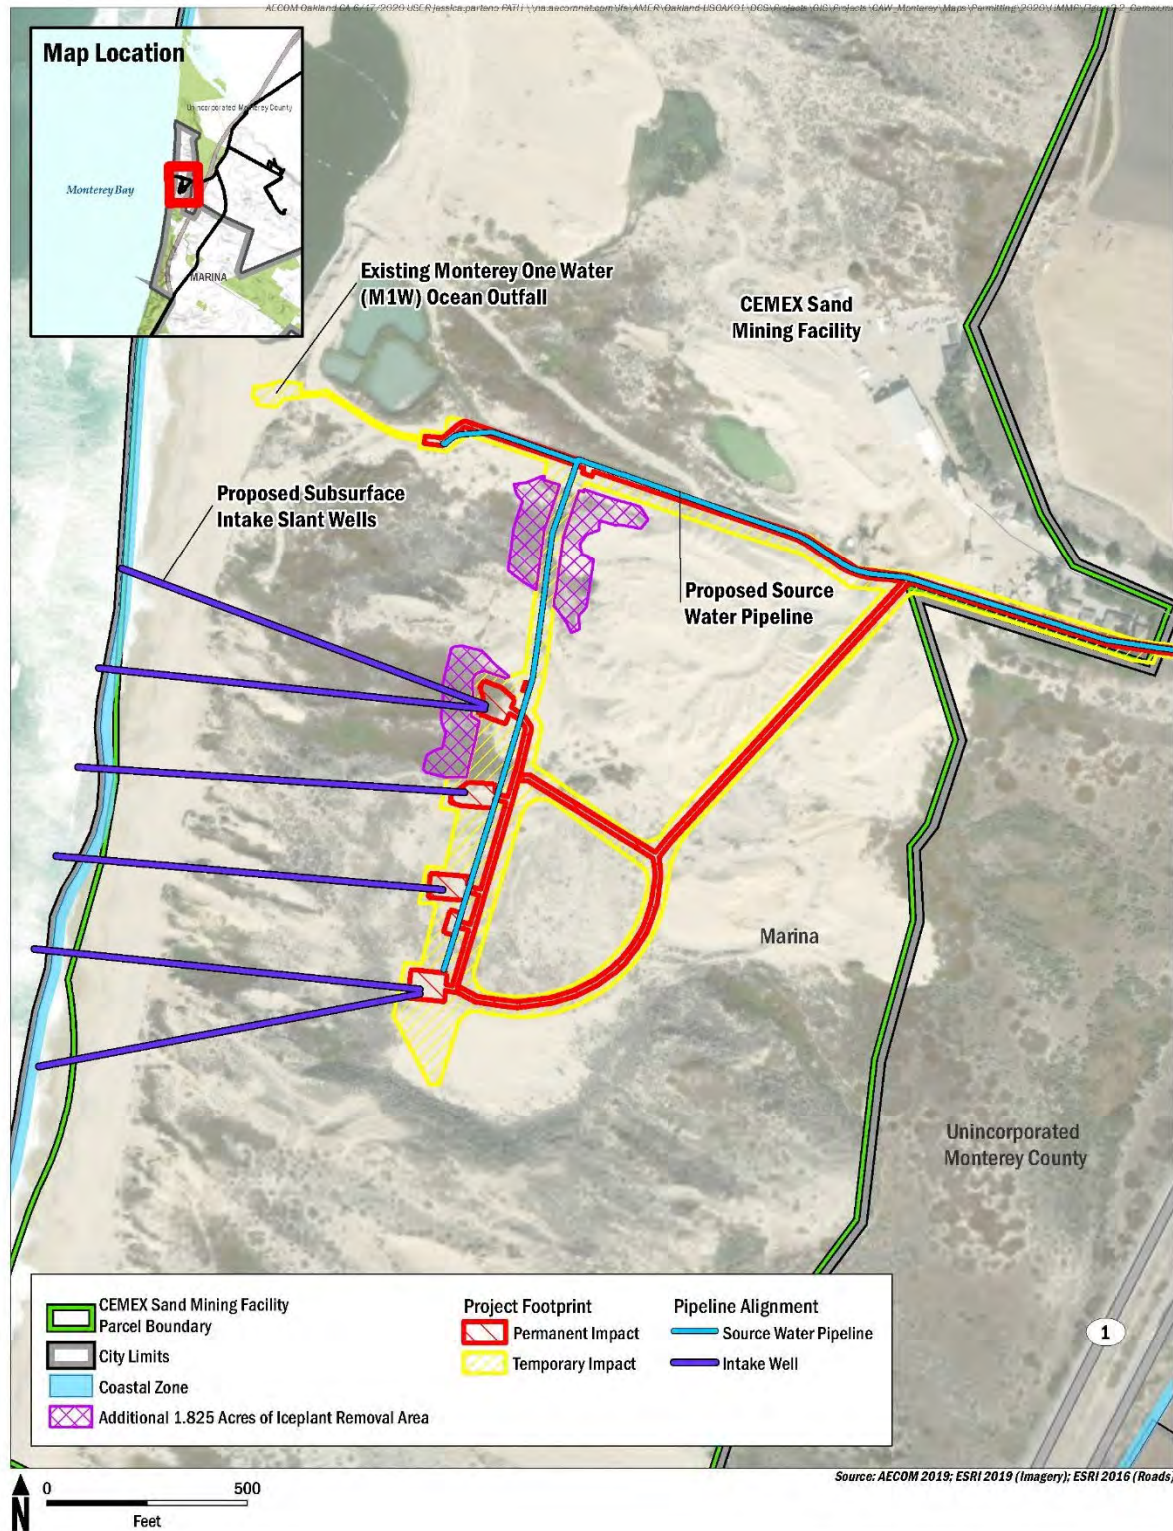 Map Location
Unincorporated Monterey County
Monterey Bay
MARINA
Existing Monterey One Water
(M1W) Ocean Outfall
CEMEX Sand
Mining Facility
Proposed Subsurface
Intake Slant Wells
Proposed Source
Water Pipeline
Marina
Unincorporated
Monterey County
1
CEMEX Sand Mining Facility
Parcel Boundary
City Limits
Coastal Zone
Additional 1.825 Acres of Iceplant Removal Area
Project Footprint
Permanent Impact
Temporary Impact
Pipeline Alignment
Source Water Pipeline
Intake Well
N
0 500
Feet
Source: AECOM 2019; ESRI 2019 (Imagery); ESRI 2016 (Roads)